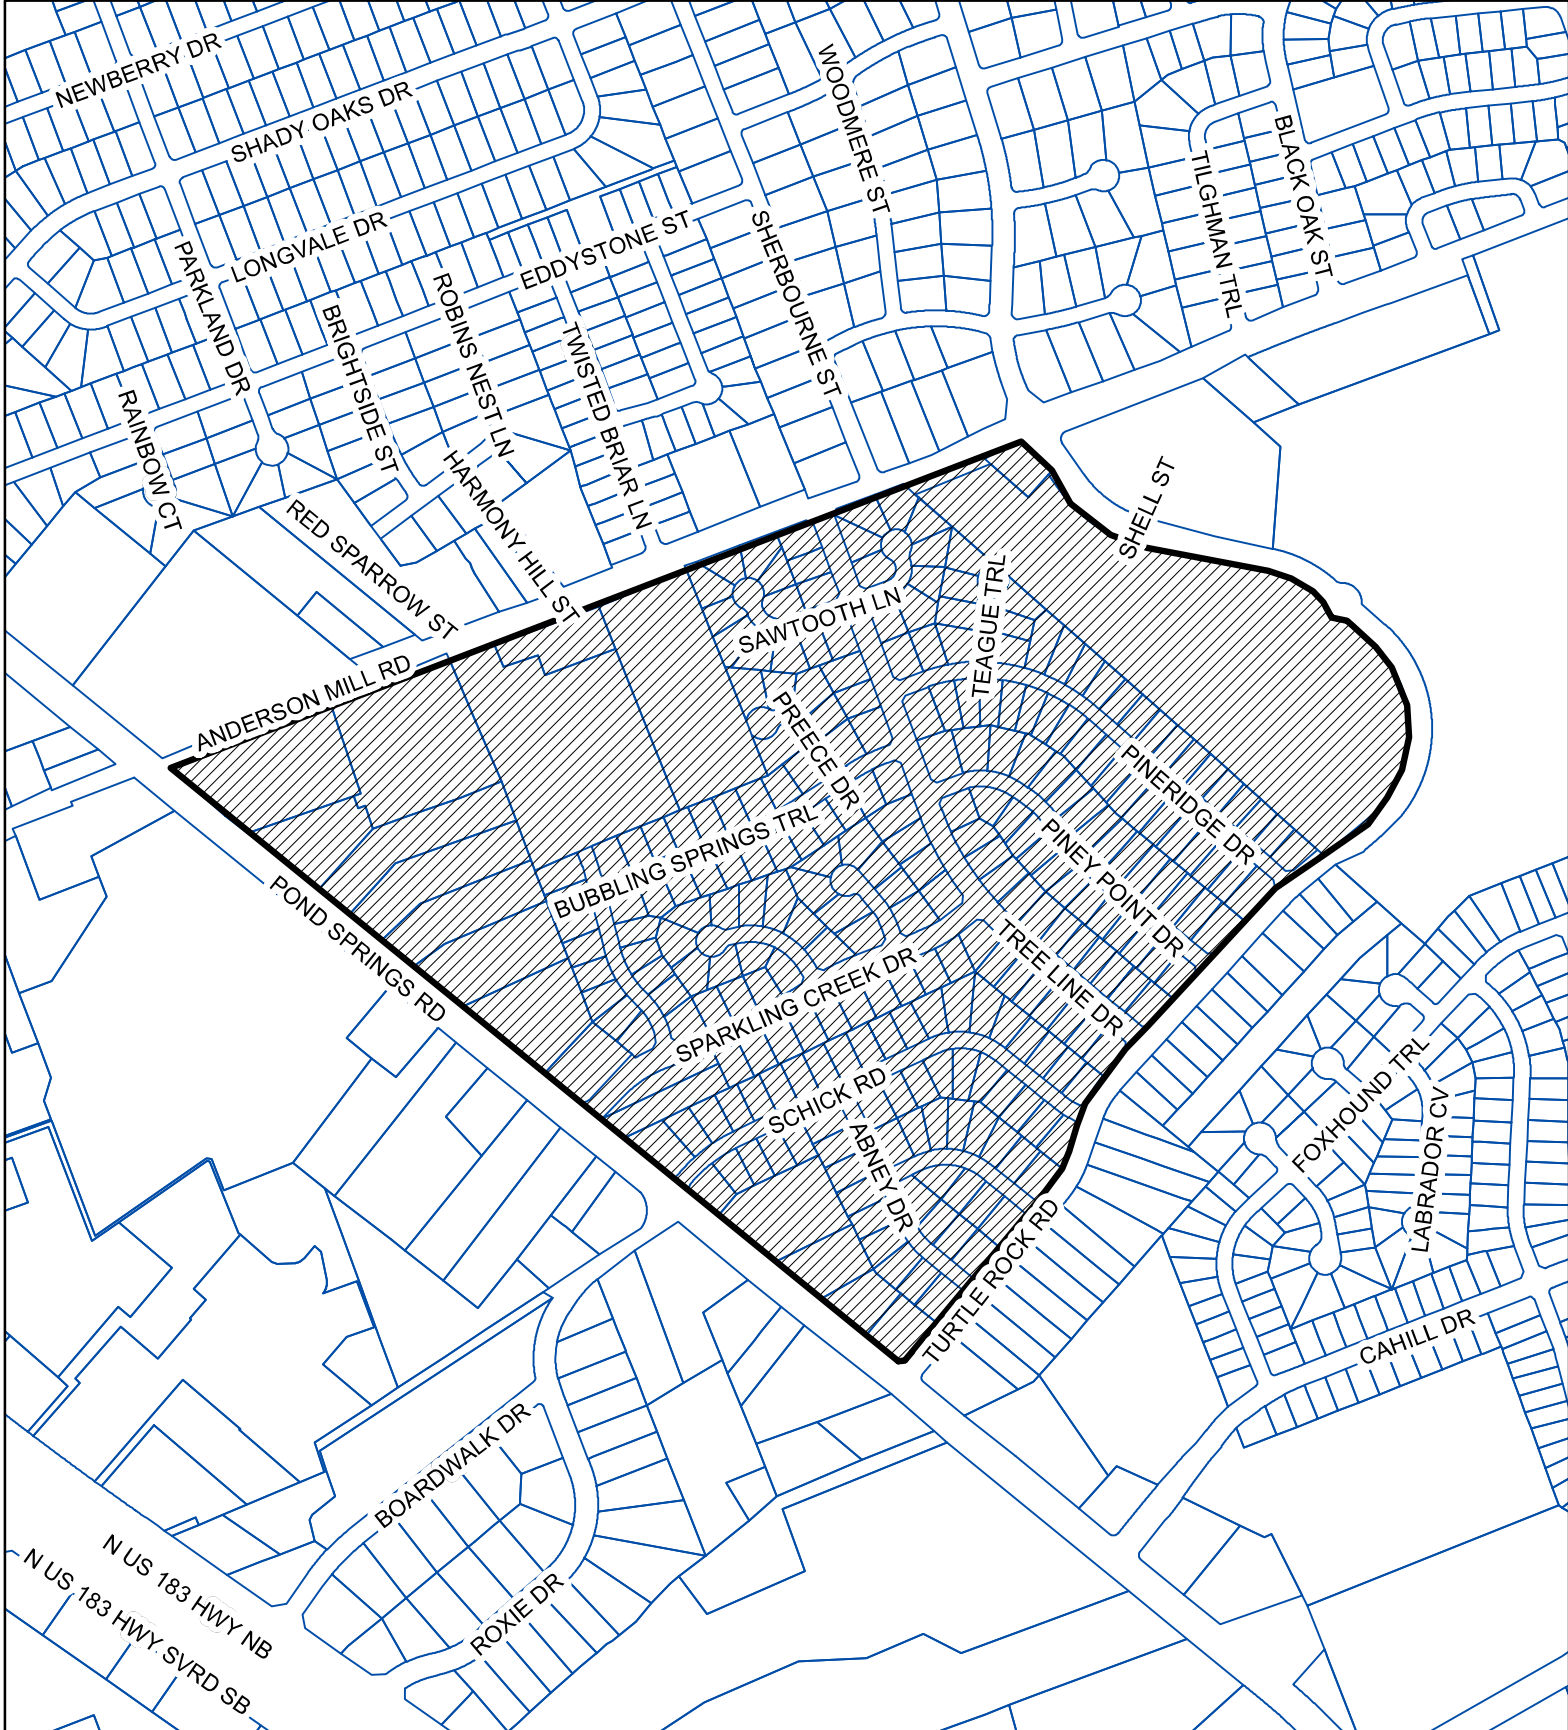 NEWBERRY DR
SHADY OAKS DR
WOODMERE ST
BLACK OAK ST
TILGHMAN TRL
LONGVALE DR
PARKLAND DR
EDDYSTONE ST
SHERBOURNE ST
ROBINS NEST LN
BRIGHTSIDE ST
TWISTED BRIAR LN
RAINBOW CT
HARMONY HILL ST
RED SPARROW ST
SHELL ST
TEAGUE TRL
SAWTOOTH LN
ANDERSON MILL RD
PREECE DR
PINERIDGE DR
BUBBLING SPRINGS TRL
PINEY POINT DR
POND SPRINGS RD
TREE LINE DR
SPARKLING CREEK DR
SCHICK RD
FOXHOUND TRL
LABRADOR CV
ABNEY DR
TURTLE ROCK RD
CAHILL DR
BOARDWALK DR
N US 183 HWY NB
N US 183 HWY SVRD SB
ROXIE DR